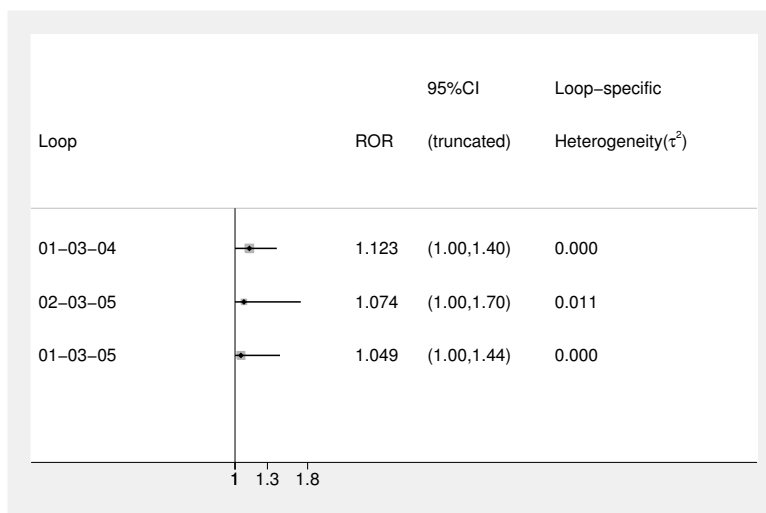 95%CI Loop−specific
Loop ROR (truncated) Heterogeneity(τ²)
01−03−04 1.123 (1.00,1.40) 0.000
02−03−05 1.074 (1.00,1.70) 0.011
01−03−05 1.049 (1.00,1.44) 0.000
1 1.3 1.8